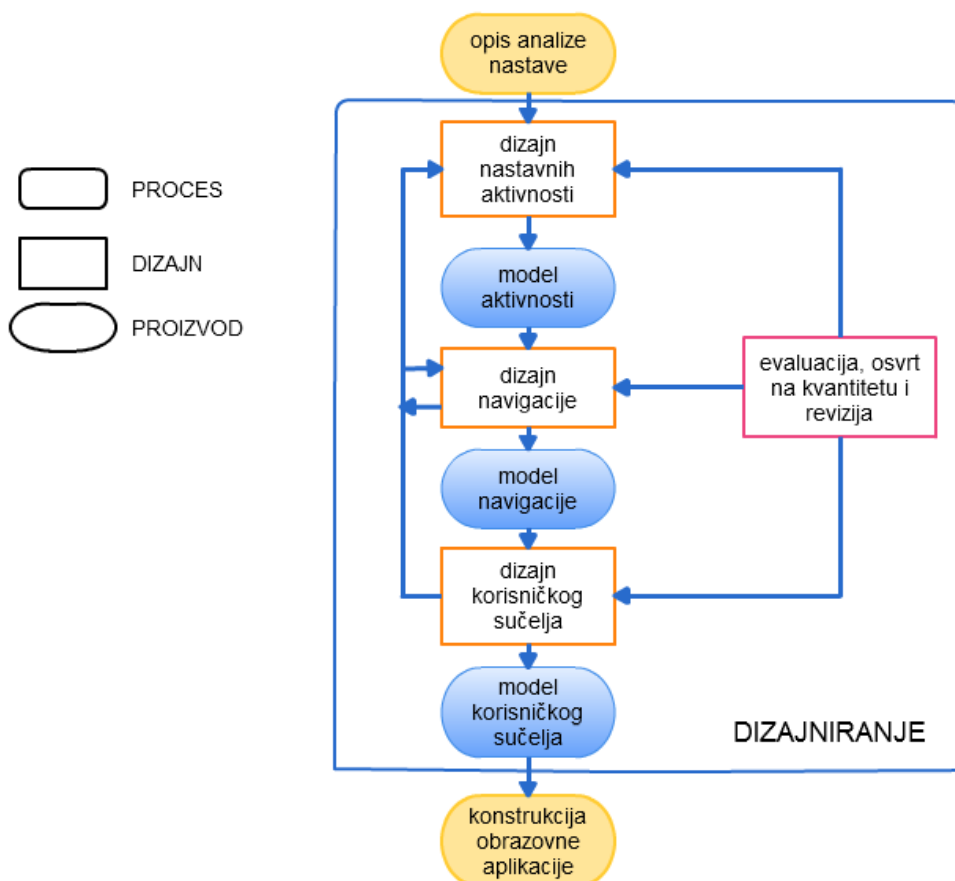 opis analize
nastave
dizajn
nastavnih
aktivnosti
PROCES
DIZAJN
PROIZVOD
model
aktivnosti
dizajn
navigacije
evaluacija, osvrt
na kvantitetu i
revizija
model
navigacije
dizajn
korisničkog
sučelja
model
korisničkog
sučelja
DIZAJNIRANJE
konstrukcija
obrazovne
aplikacije